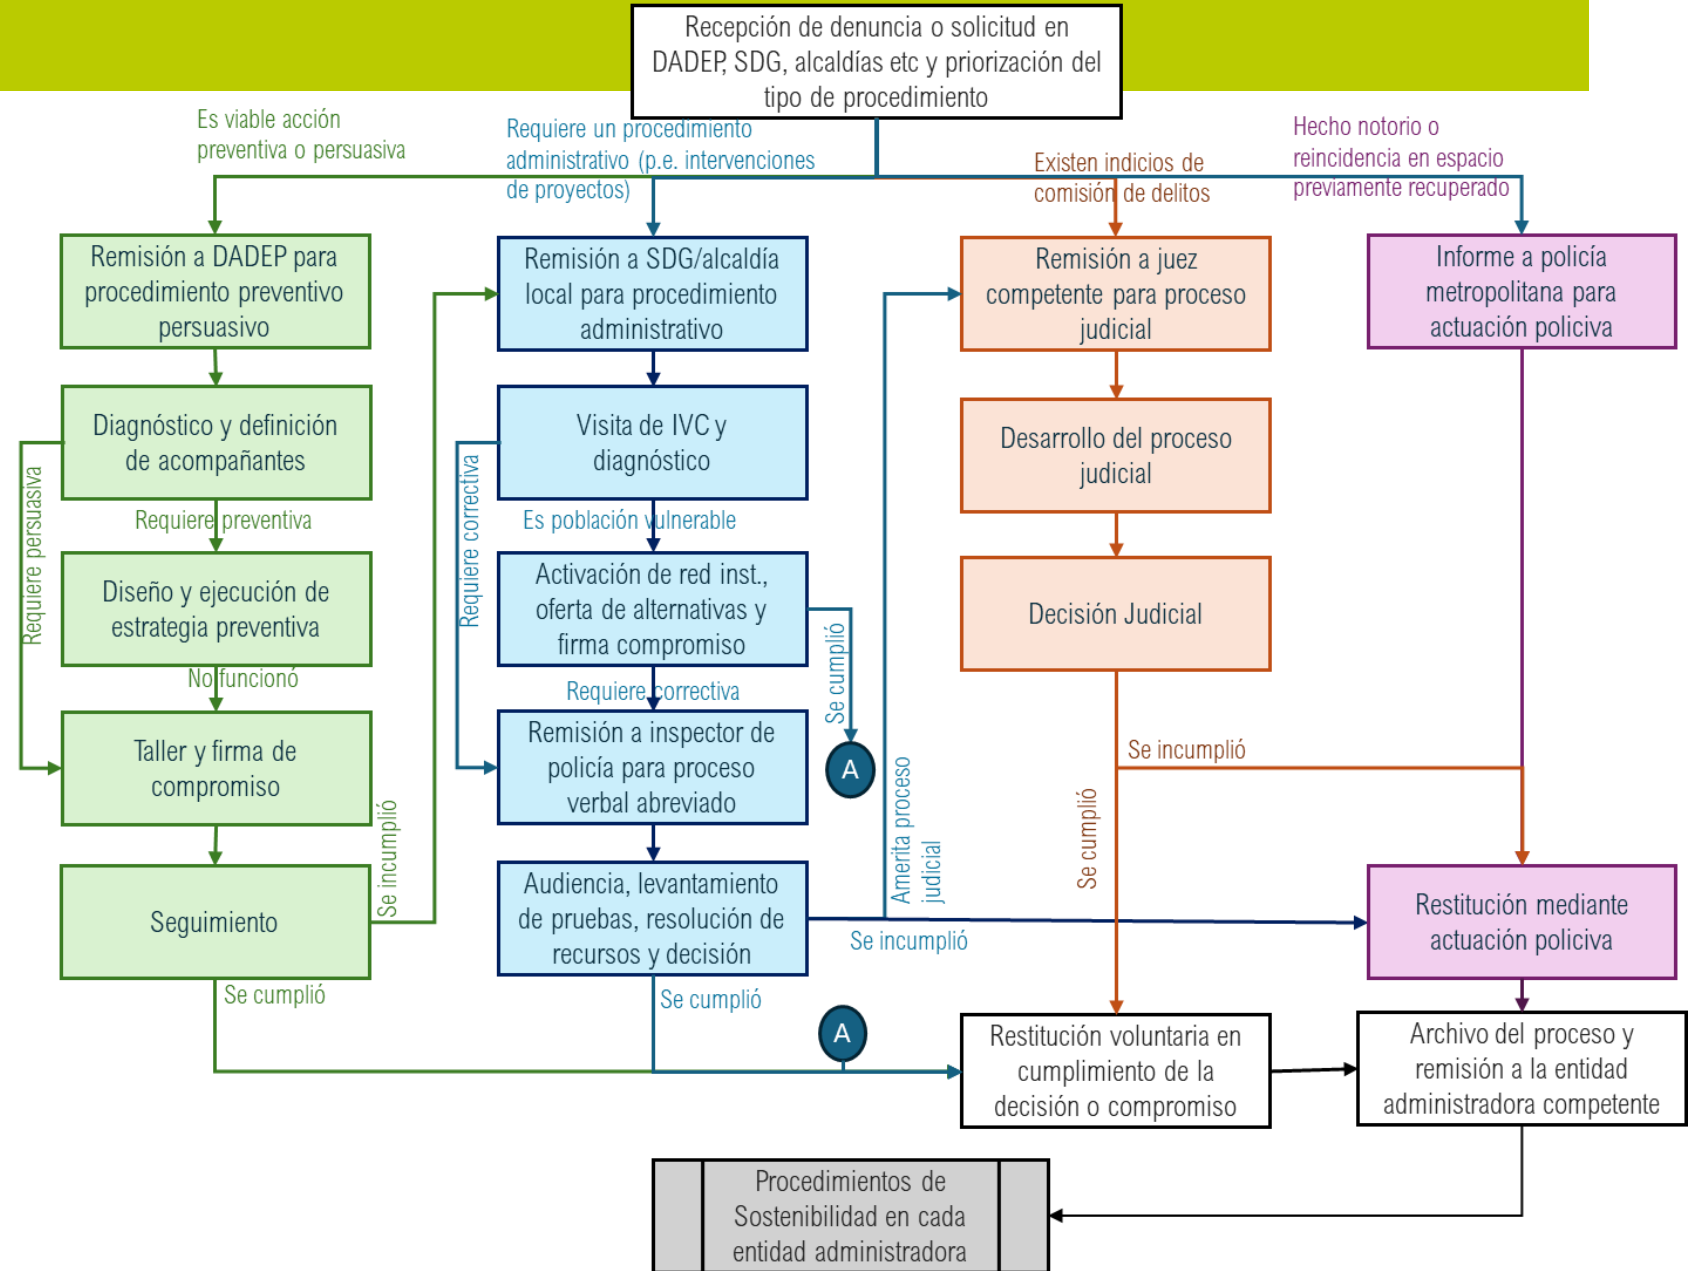 Recepción de denuncia o solicitud en
DADEP, SDG, alcaldías etc y priorización del
tipo de procedimiento
Es viable acción
preventiva o persuasiva
Requiere un procedimiento
administrativo (p.e. intervenciones
de proyectos)
Existen indicios de
comisión de delitos
Hecho notorio o
reincidencia en espacio
previamente recuperado
Remisión a DADEP para
procedimiento preventivo
persuasivo
Diagnóstico y definición
de acompañantes
Requiere persuasiva
Requiere preventiva
Diseño y ejecución de
estrategia preventiva
No funcionó
Taller y firma de
compromiso
Seguimiento
Se incumplió
Se cumplió
Remisión a SDG/alcaldía
local para procedimiento
administrativo
Visita de IVC y
diagnóstico
Requiere correctiva
Es población vulnerable
Activación de red inst.,
oferta de alternativas y
firma compromiso
Se cumplió
A
Requiere correctiva
Remisión a inspector de
policía para proceso
verbal abreviado
Audiencia, levantamiento
de pruebas, resolución de
recursos y decisión
Amerita proceso
judicial
Se incumplió
Se cumplió
A
Remisión a juez
competente para proceso
judicial
Desarrollo del proceso
judicial
Decisión Judicial
Se incumplió
Se cumplió
Informe a policía
metropolitana para
actuación policiva
Restitución mediante
actuación policiva
Restitución voluntaria en
cumplimiento de la
decisión o compromiso
Archivo del proceso y
remisión a la entidad
administradora competente
Procedimientos de
Sostenibilidad en cada
entidad administradora